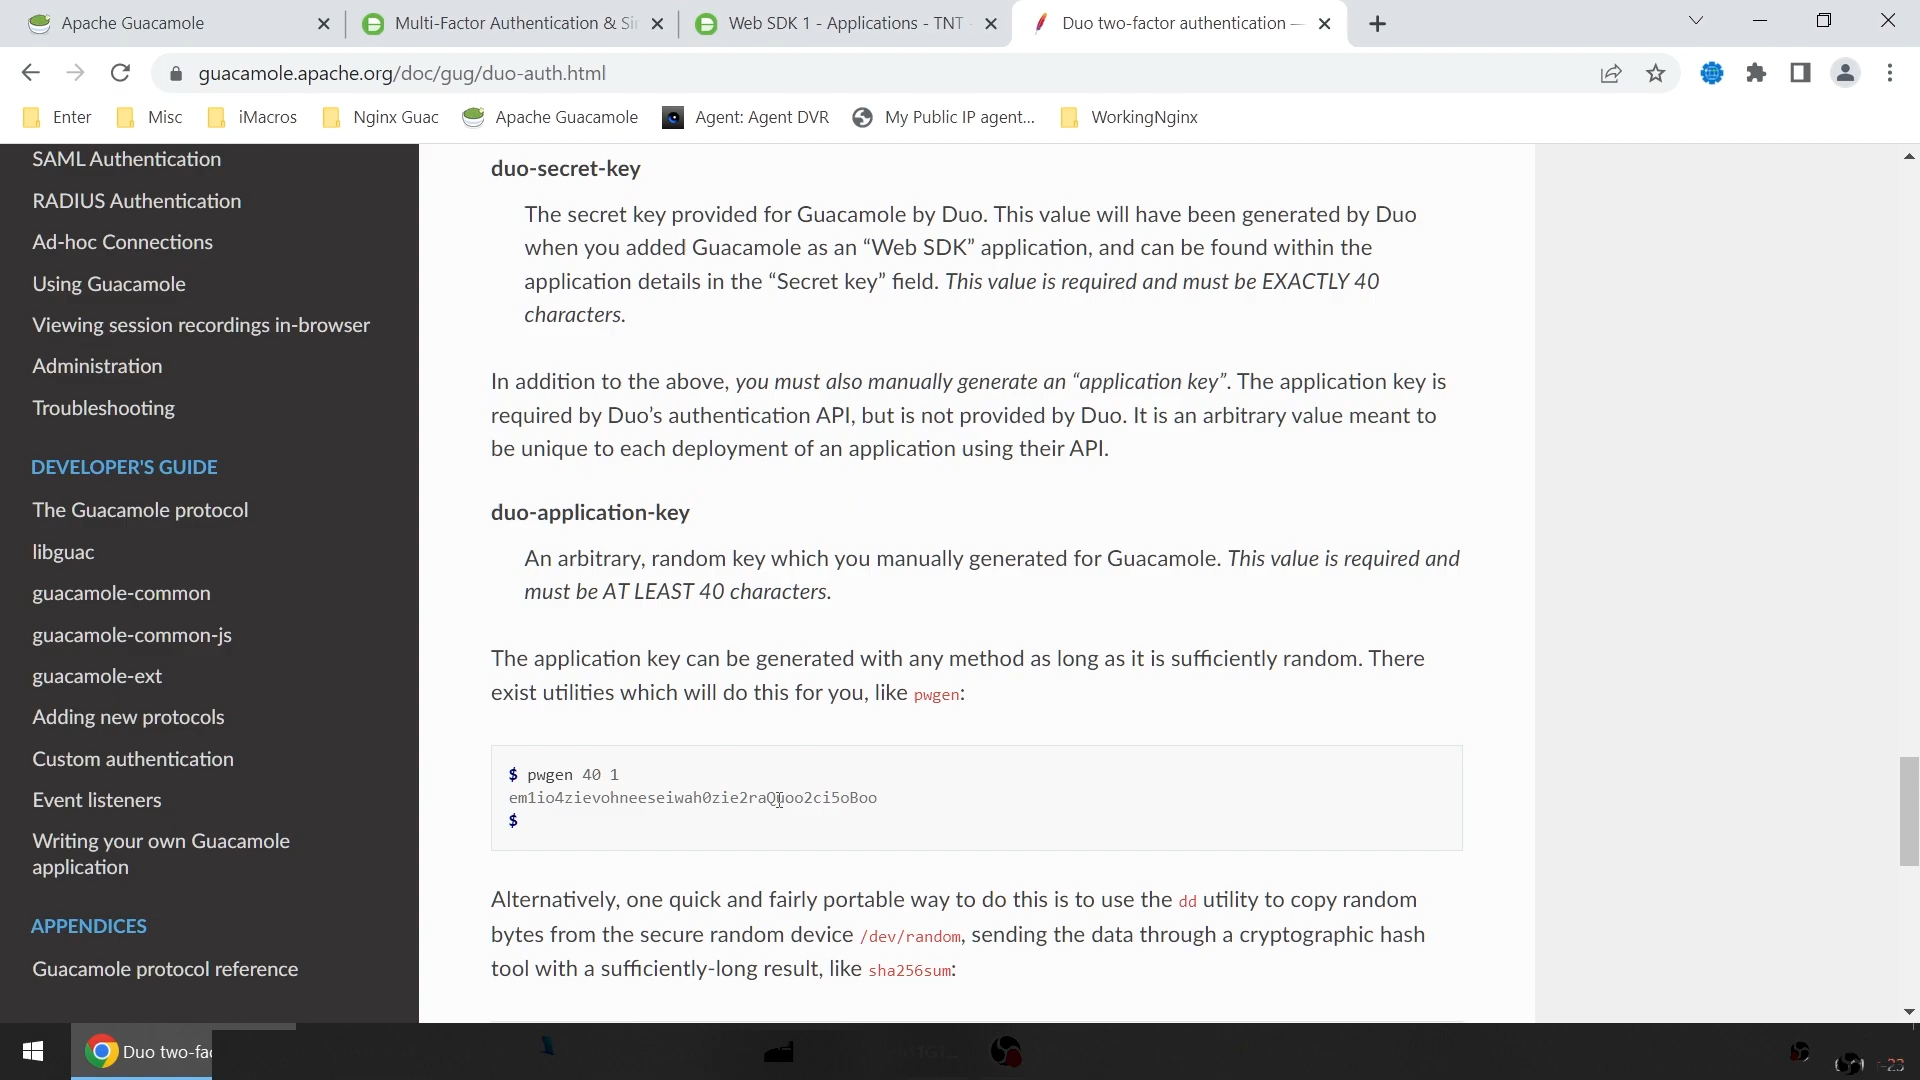 Apache Guacamole
Multi-Factor Authentication & Sin
Web SDK 1 - Applications - TNT
Duo two-factor authentication —
guacamole.apache.org/doc/gug/duo-auth.html
Enter
Misc
iMacros
Nginx Guac
Apache Guacamole
Agent: Agent DVR
My Public IP agent...
WorkingNginx
SAML Authentication
RADIUS Authentication
Ad-hoc Connections
Using Guacamole
Viewing session recordings in-browser
Administration
Troubleshooting
DEVELOPER'S GUIDE
The Guacamole protocol
libguac
guacamole-common
guacamole-common-js
guacamole-ext
Adding new protocols
Custom authentication
Event listeners
Writing your own Guacamole
application
APPENDICES
Guacamole protocol reference
duo-secret-key
The secret key provided for Guacamole by Duo. This value will have been generated by Duo
when you added Guacamole as an “Web SDK” application, and can be found within the
application details in the “Secret key” field. This value is required and must be EXACTLY 40
characters.
In addition to the above, you must also manually generate an “application key”. The application key is
required by Duo’s authentication API, but is not provided by Duo. It is an arbitrary value meant to
be unique to each deployment of an application using their API.
duo-application-key
An arbitrary, random key which you manually generated for Guacamole. This value is required and
must be AT LEAST 40 characters.
The application key can be generated with any method as long as it is sufficiently random. There
exist utilities which will do this for you, like pwgen:
$ pwgen 40 1
em1io4zievohneeseiwah0zie2raQuoo2ci5oBoo
$
Alternatively, one quick and fairly portable way to do this is to use the dd utility to copy random
bytes from the secure random device /dev/random, sending the data through a cryptographic hash
tool with a sufficiently-long result, like sha256sum:
Duo two-fac